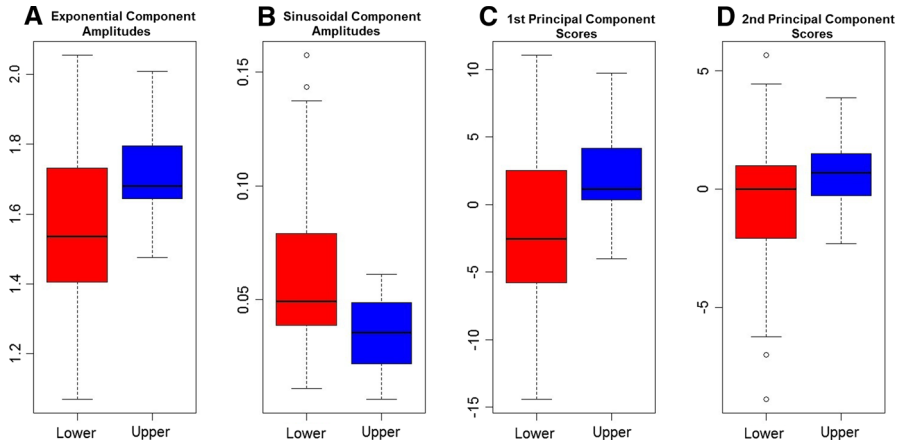 A Exponential Component
Amplitudes
2.0
1.8
1.6
1.4
1.2
Lower Upper
B Sinusoidal Component
Amplitudes
0.15
0.10
0.05
Lower Upper
C 1st Principal Component
Scores
10
5
0
-5
-10
-15
Lower Upper
D 2nd Principal Component
Scores
5
0
-5
Lower Upper